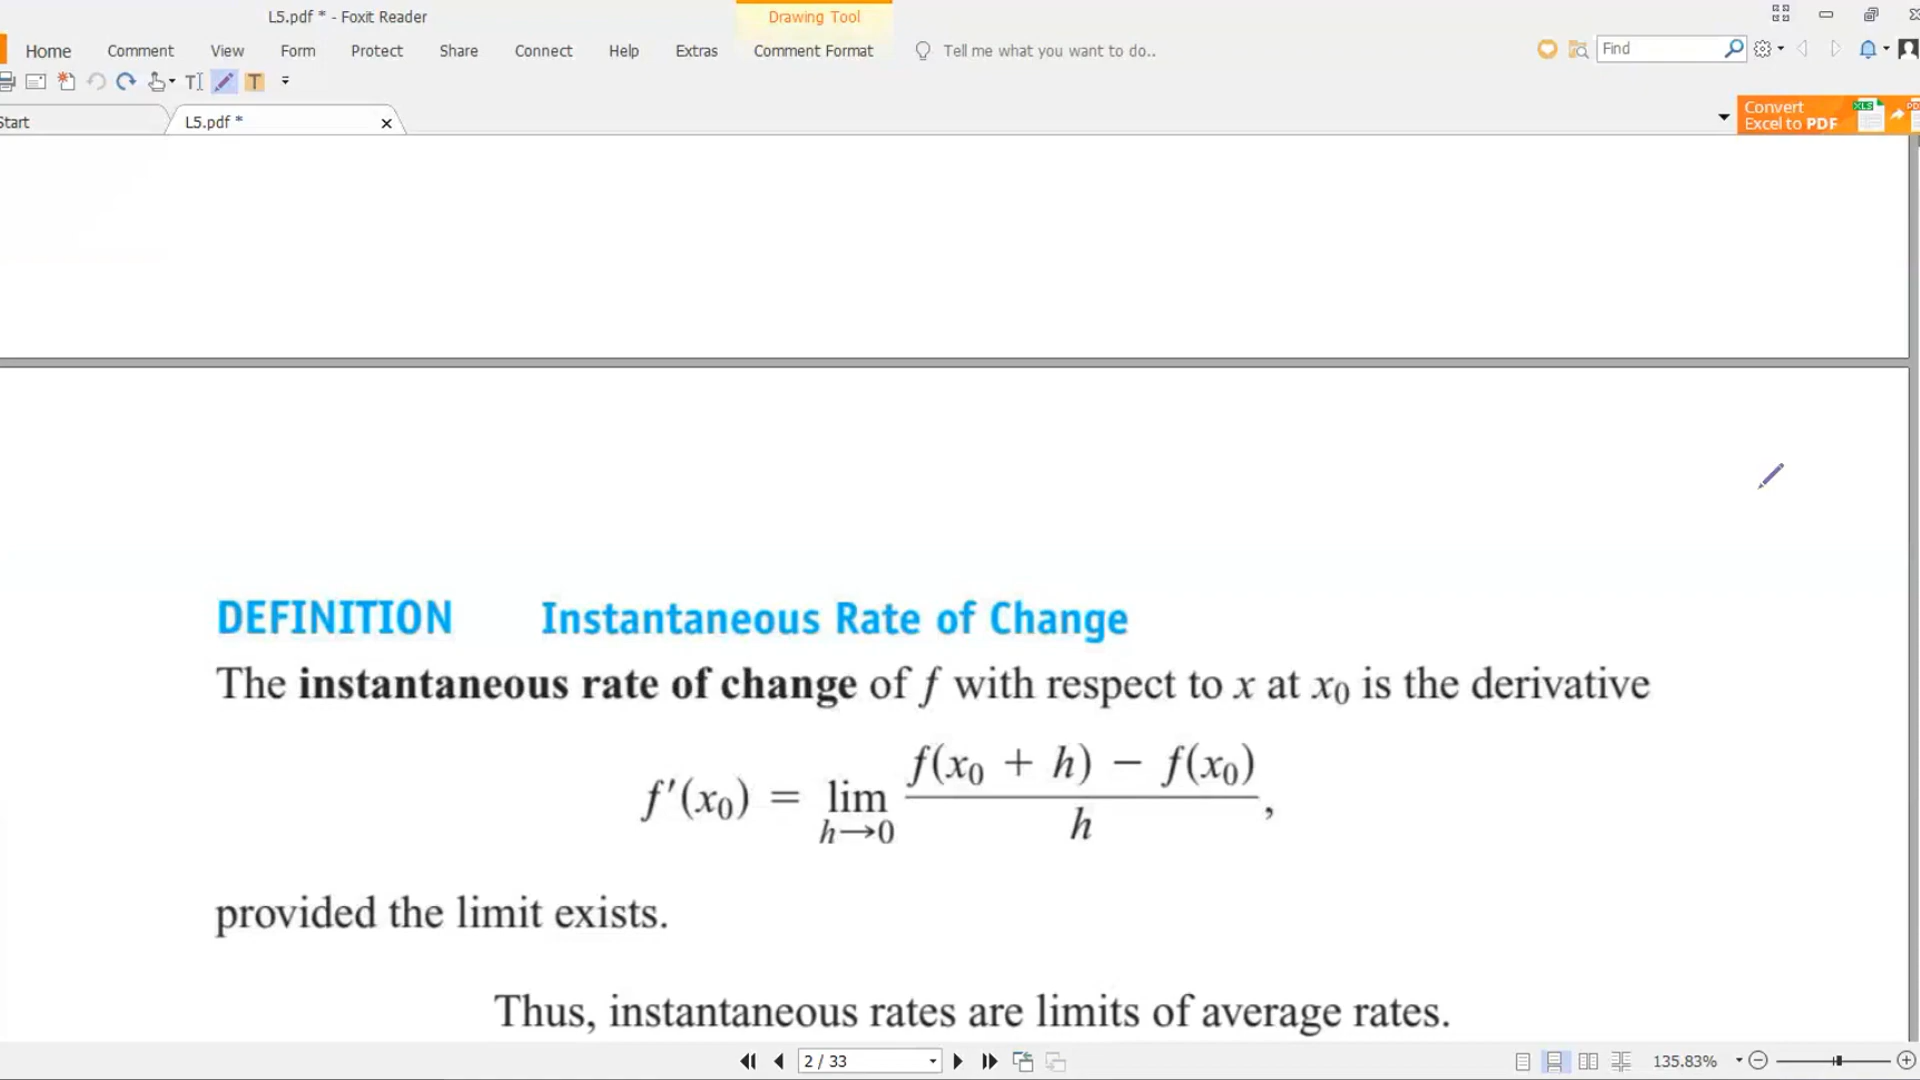 L5.pdf * - Foxit Reader
Drawing Tool
Home Comment View Form Protect Share Connect Help Extras Comment Format Tell me what you want to do.. Find
Start L5.pdf *
Convert
Excel to PDF
XLS
DEFINITION Instantaneous Rate of Change
The instantaneous rate of change of f with respect to x at x₀ is the derivative
f′(x₀) = lim h→0 (f(x₀ + h) − f(x₀)) / h,
provided the limit exists.
Thus, instantaneous rates are limits of average rates.
2 / 33 135.83%